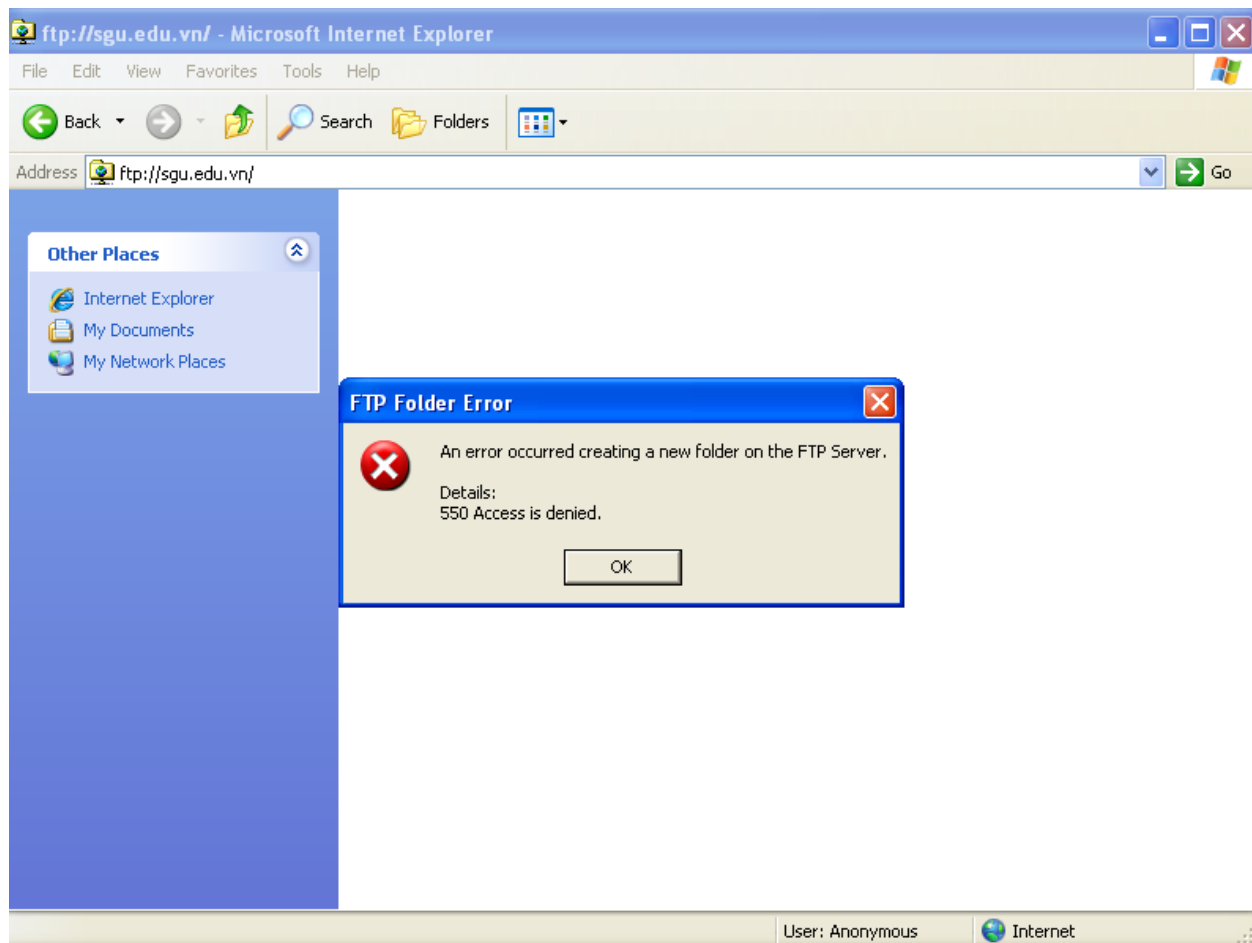 ftp://sgu.edu.vn/ - Microsoft Internet Explorer
File Edit View Favorites Tools Help
Back Search Folders
Address ftp://sgu.edu.vn/ Go
Other Places
Internet Explorer
My Documents
My Network Places
FTP Folder Error
An error occurred creating a new folder on the FTP Server.
Details:
550 Access is denied.
OK
User: Anonymous Internet